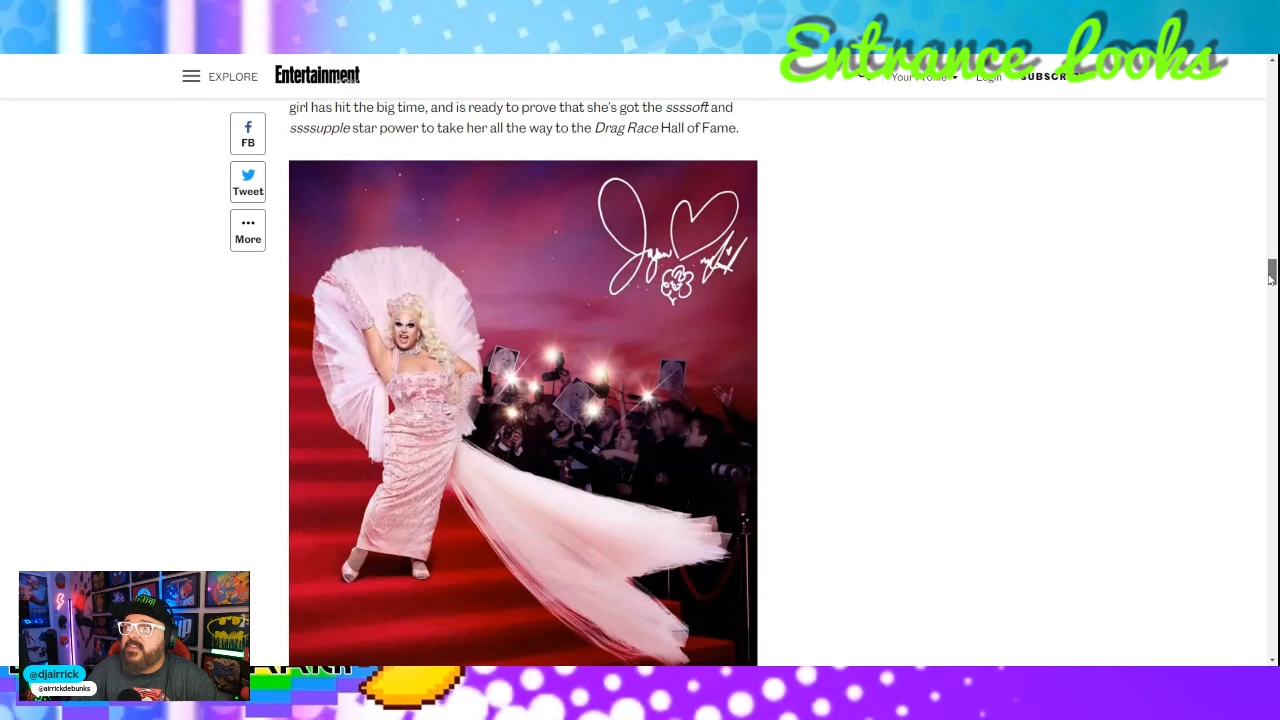 Entrance Looks
EXPLORE
Entertainment
Your Profile
Login
SUBSCRI
girl has hit the big time, and is ready to prove that she's got the ssssoft and
ssssupple star power to take her all the way to the Drag Race Hall of Fame.
FB
Tweet
More
@djairrick
@airrickdebunks